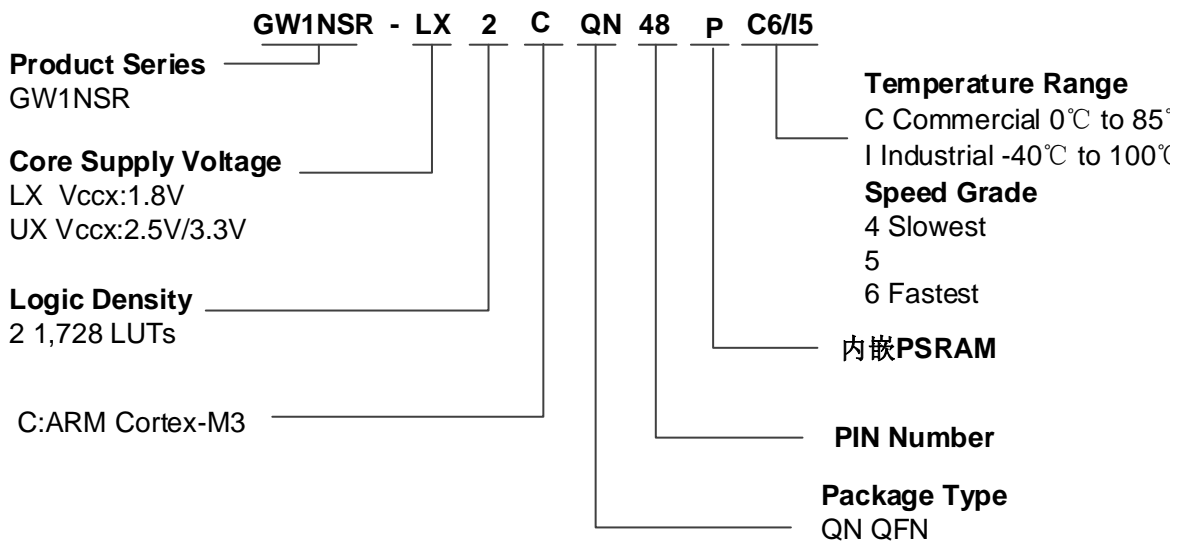 GW1NSR - LX 2 C QN 48 P C6/I5
Product Series
GW1NSR
Core Supply Voltage
LX Vccx:1.8V
UX Vccx:2.5V/3.3V
Logic Density
2 1,728 LUTs
C:ARM Cortex-M3
Temperature Range
C Commercial 0℃ to 85°
I Industrial -40℃ to 100℃
Speed Grade
4 Slowest
5
6 Fastest
内嵌PSRAM
PIN Number
Package Type
QN QFN